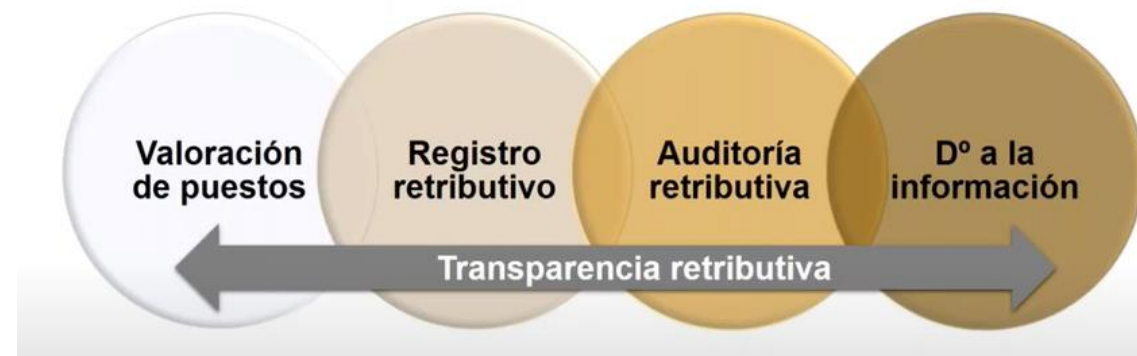 Valoración
de puestos
Registro
retributivo
Auditoría
retributiva
Dº a la
información
Transparencia retributiva